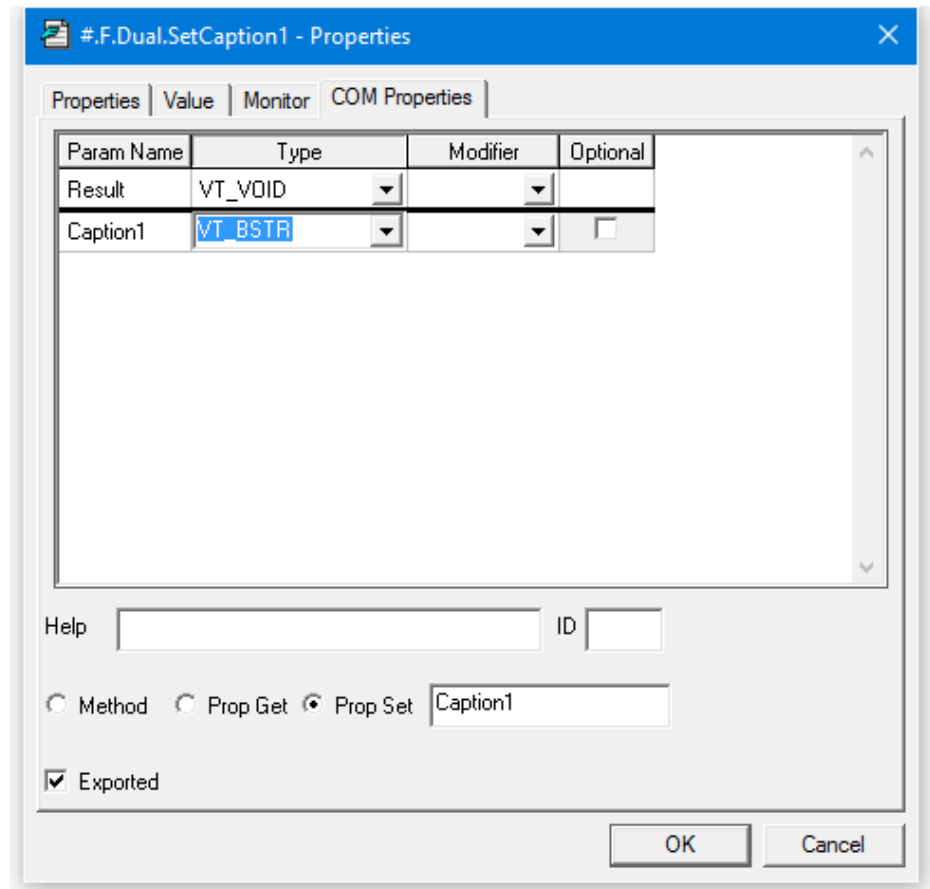 #.F.Dual.SetCaption1 - Properties
Properties Value Monitor COM Properties
Param Name Type Modifier Optional
Result VT_VOID
Caption1 VT_BSTR
Help ID
Method Prop Get Prop Set Caption1
Exported
OK Cancel